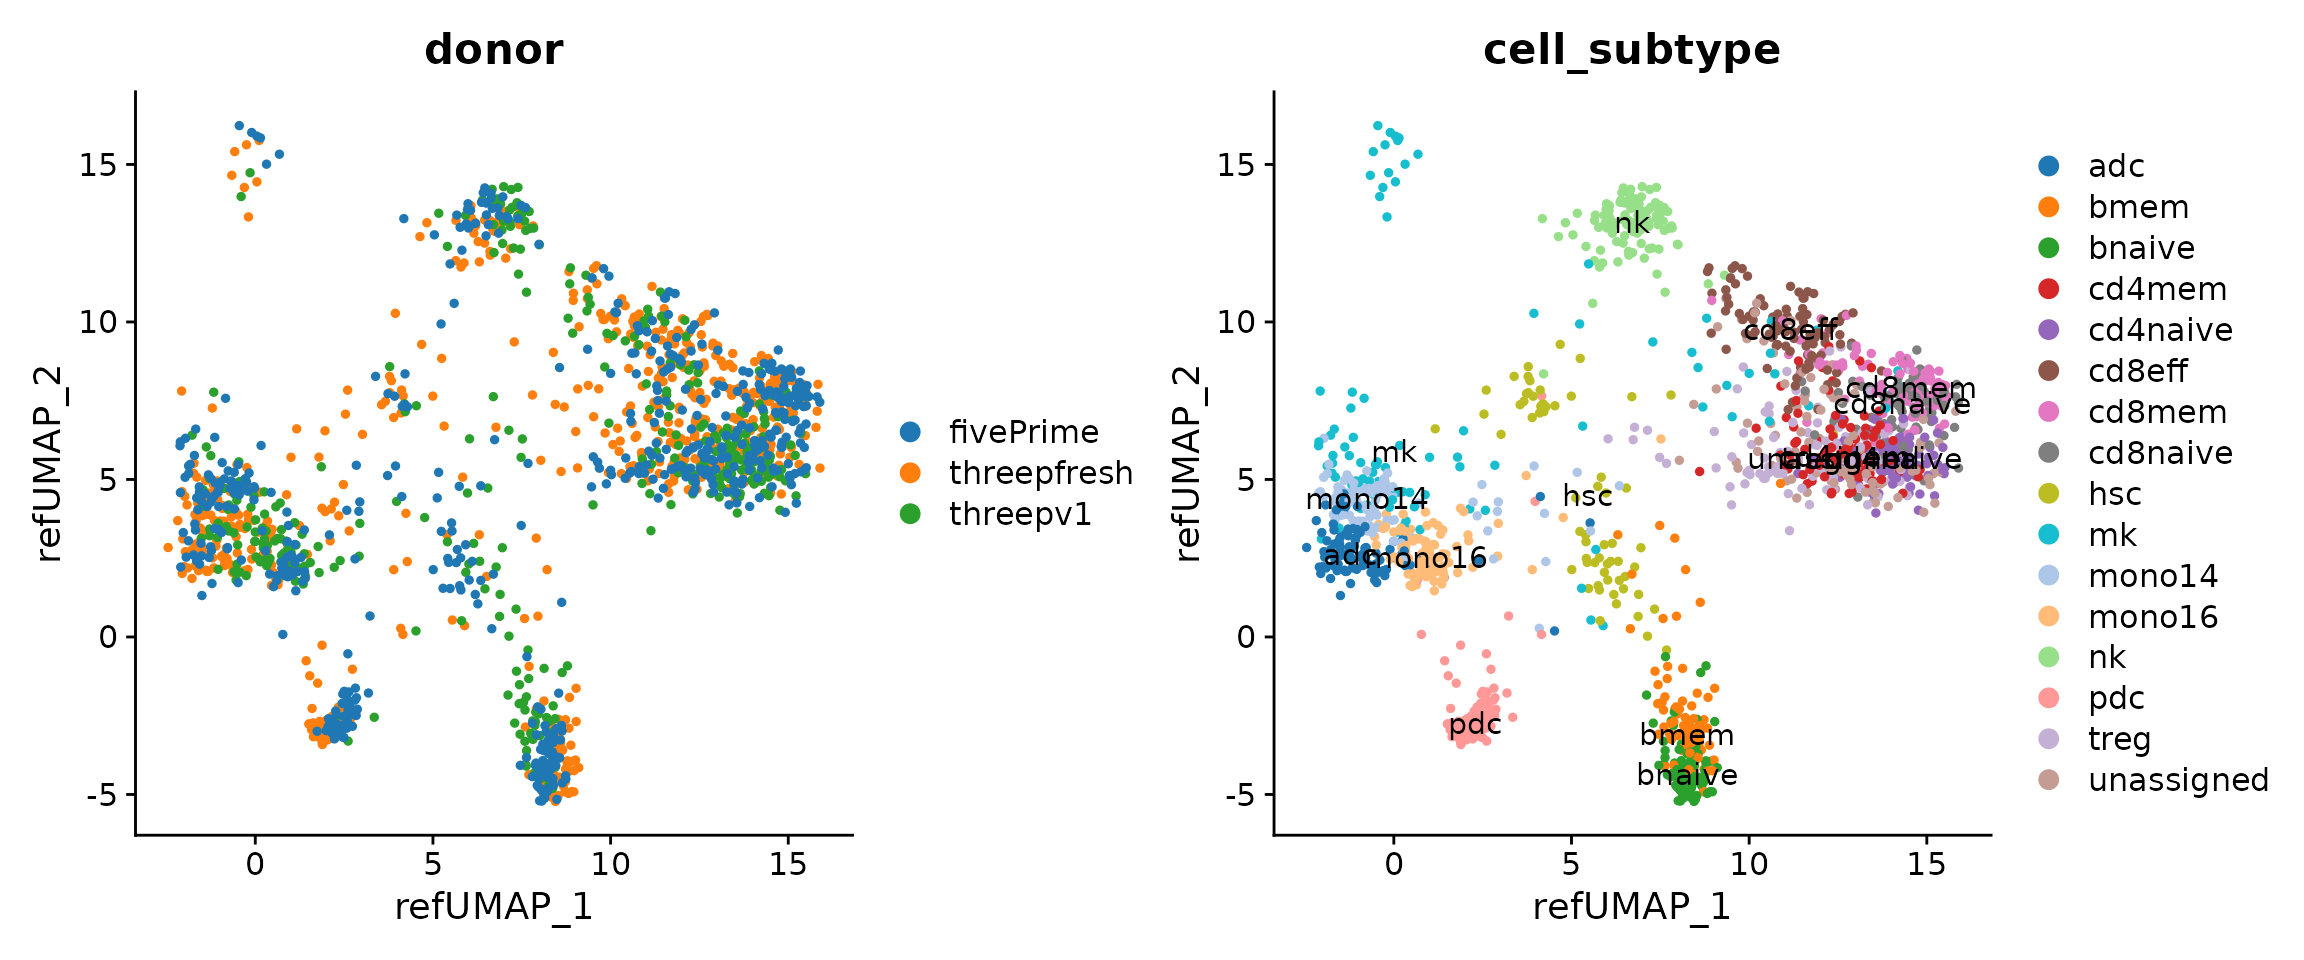 donor
refUMAP_2
15
10
5
0
-5
0
5
10
15
refUMAP_1
fivePrime
threepfresh
threepv1
cell_subtype
refUMAP_2
15
10
5
0
-5
0
5
10
15
refUMAP_1
nk
cd8eff
cd8mem
cd8naive
mk
hsc
mono14
adc
mono16
pdc
bmem
bnaive
adc
bmem
bnaive
cd4mem
cd4naive
cd8eff
cd8mem
cd8naive
hsc
mk
mono14
mono16
nk
pdc
treg
unassigned